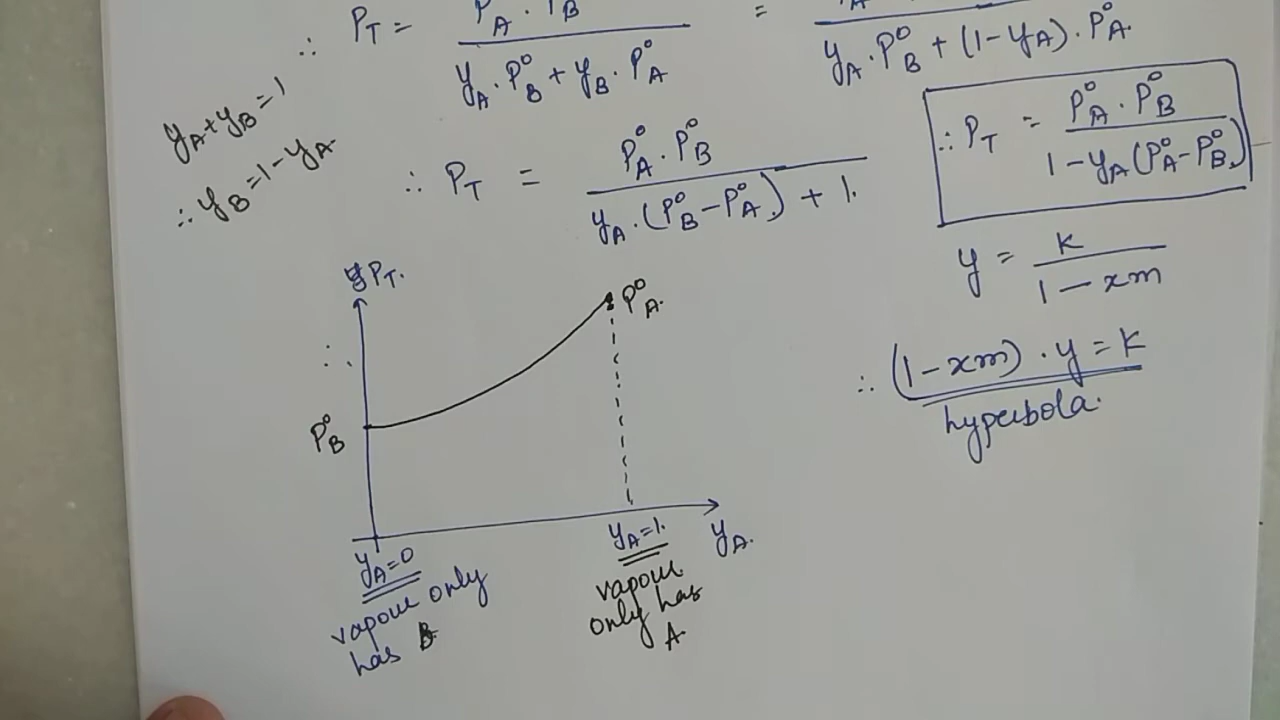 ∴ P_T = P_A . P_B / (y_A . P°_B + y_B . P°_A) = / (y_A . P°_B + (1 - y_A) . P°_A.)
y_A + y_B = 1
∴ y_B = 1 - y_A
∴ P_T = P°_A . P°_B / (y_A . (P°_B - P°_A) + 1.
∴ P_T = P°_A . P°_B / (1 - y_A (P°_A - P°_B))
y = k / (1 - xm)
∴ (1 - xm) . y = k
hyperbola.
P_T.
∴.
P°_A.
P°_B
y_A = 0
vapour only
has B
y_A = 1.
vapour
only has
A
y_A.